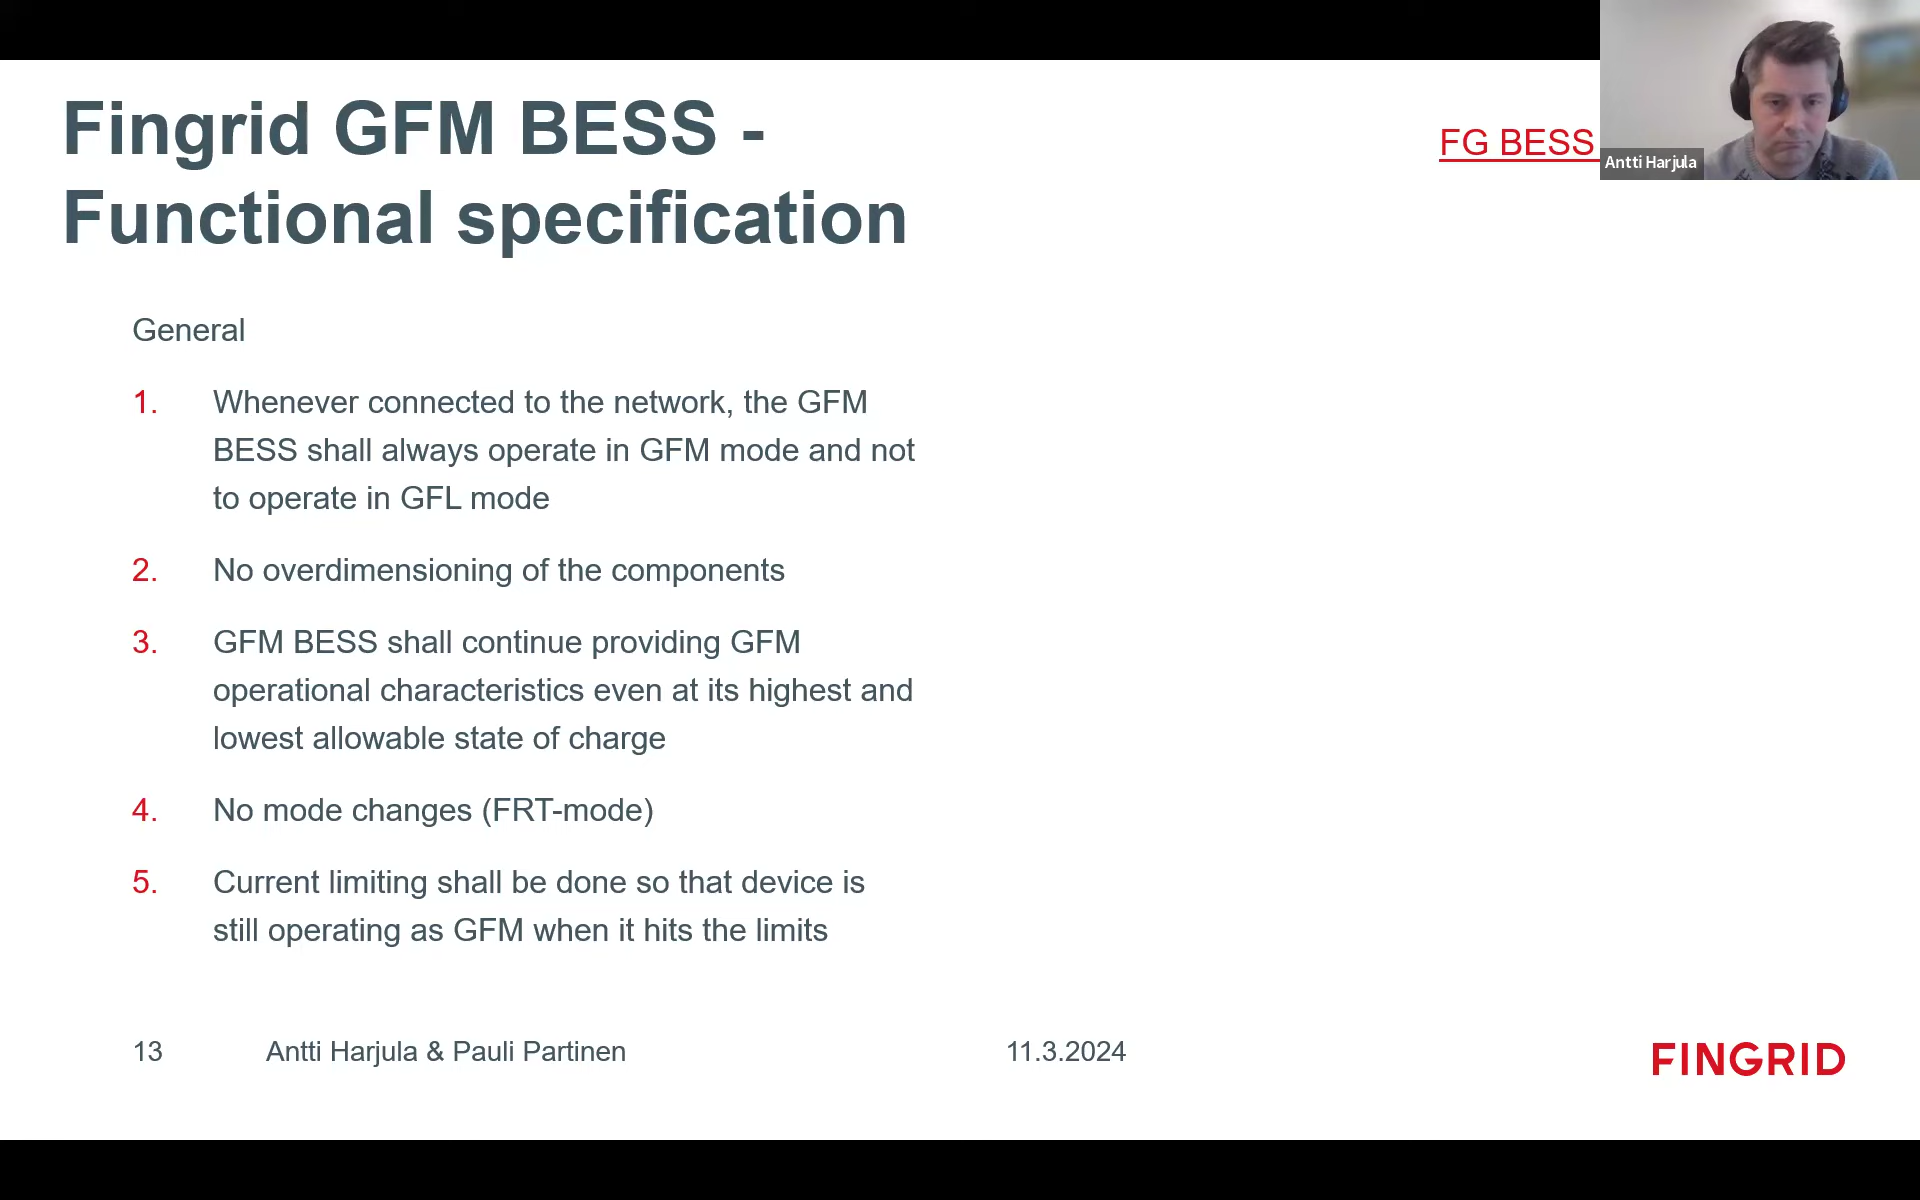 Fingrid GFM BESS -
Functional specification
FG BESS
Antti Harjula
General
1. Whenever connected to the network, the GFM
BESS shall always operate in GFM mode and not
to operate in GFL mode
2. No overdimensioning of the components
3. GFM BESS shall continue providing GFM
operational characteristics even at its highest and
lowest allowable state of charge
4. No mode changes (FRT-mode)
5. Current limiting shall be done so that device is
still operating as GFM when it hits the limits
13 Antti Harjula & Pauli Partinen 11.3.2024
FINGRID